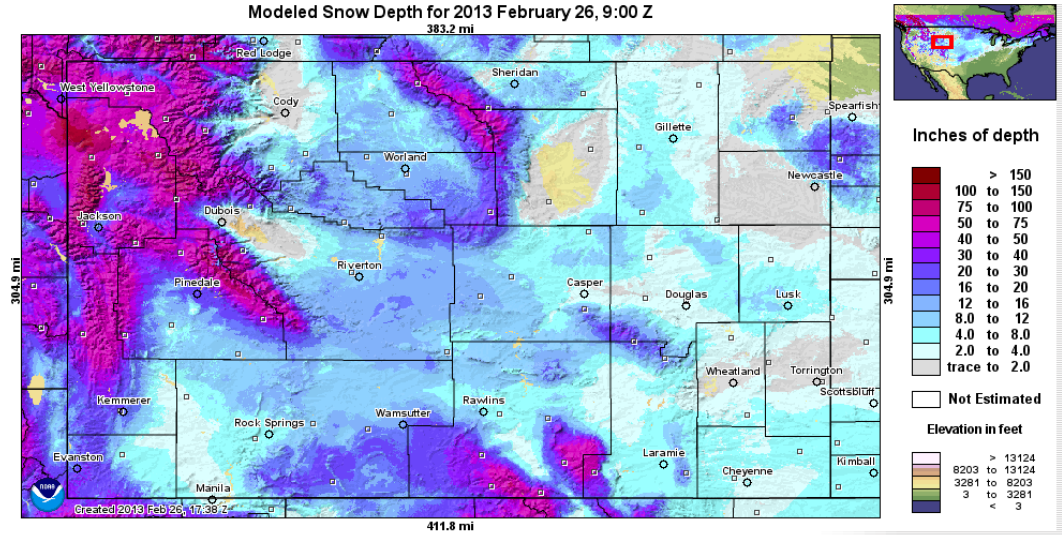 Modeled Snow Depth for 2013 February 26, 9:00 Z
383.2 mi
Red Lodge
West Yellowstone
Sheridan
Cody
Spearfish
Gillette
Worland
Newcastle
Jackson
Dubois
Riverton
Pinedale
Casper
Douglas
Lusk
304.9 mi
304.9 mi
Wheatland
Torrington
Scottsbluff
Kemmerer
Wamsutter
Rawlins
Rock Springs
Evanston
Laramie
Cheyenne
Kimball
Manila
NOAA
Created 2013 Feb 26, 17:38 Z
411.8 mi
Inches of depth
> 150
100 to 150
75 to 100
50 to 75
40 to 50
30 to 40
20 to 30
16 to 20
12 to 16
8.0 to 12
4.0 to 8.0
2.0 to 4.0
trace to 2.0
Not Estimated
Elevation in feet
> 13124
8203 to 13124
3281 to 8203
3 to 3281
< 3